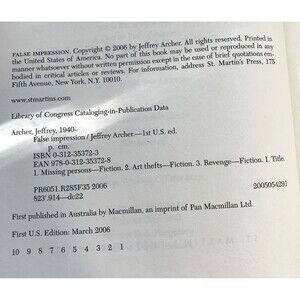 FALSE IMPRESSION. Copyright © 2006 by Jeffrey Archer. All rights reserved. Printed in
the United States of America. No part of this book may be used or reproduced in any
manner whatsoever without written permission except in the case of brief quotations em-
bodied in critical articles or reviews. For information, address St. Martin's Press, 175
Fifth Avenue, New York, N.Y. 10010.
www.stmartins.com
Library of Congress Cataloging-in-Publication Data
Archer, Jeffrey, 1940–
False impression / Jeffrey Archer.—1st U.S. ed.
p. cm.
ISBN 0-312-35372-3
EAN 978-0-312-35372-8
1. Missing persons—Fiction. 2. Art thefts—Fiction. 3. Revenge—Fiction. I. Title.
PR6051.R285F35 2006 2005054291
823'.914—dc22
First published in Australia by Macmillan, an imprint of Pan Macmillan Ltd.
First U.S. Edition: March 2006
10 9 8 7 6 5 4 3 2 1